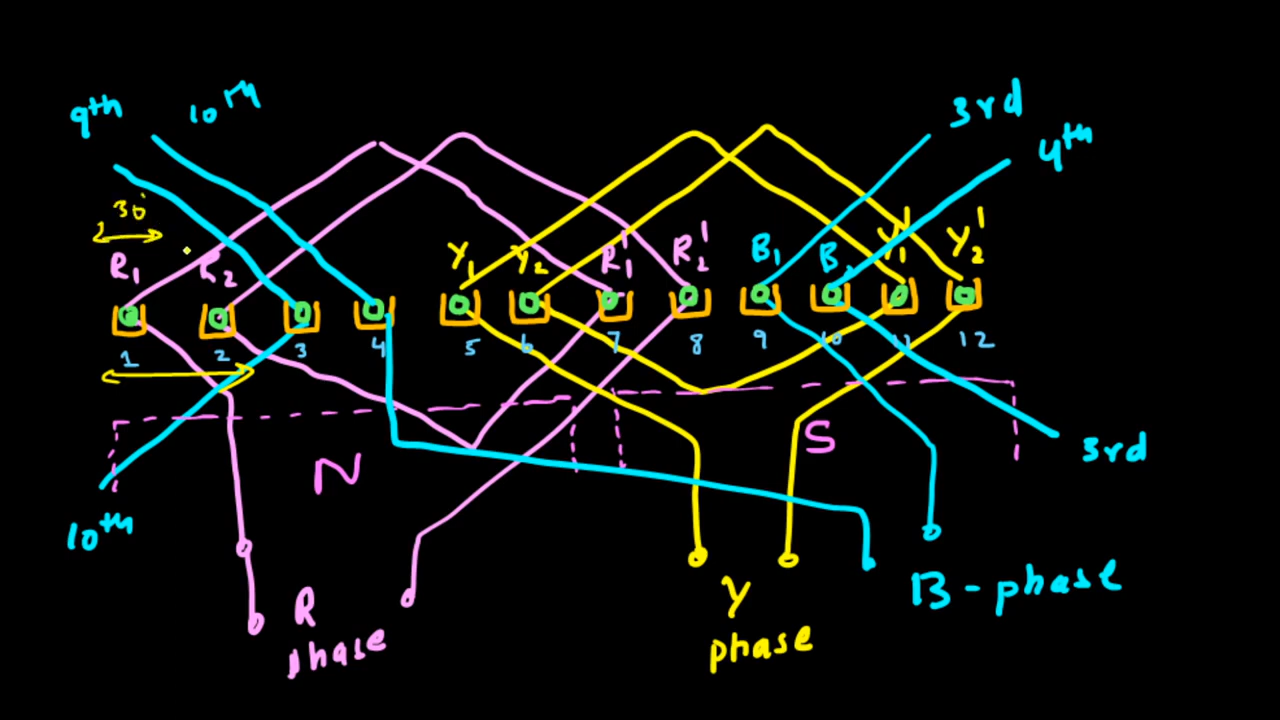 9th 10th 3rd
4th
30°
R1 R2 Y1 Y2 R1' R2' B1 B2 Y1' Y2'
1 2 3 4 5 6 7 8 9 10 11 12
N S
3rd
10th
R
phase
Y
phase
B-phase